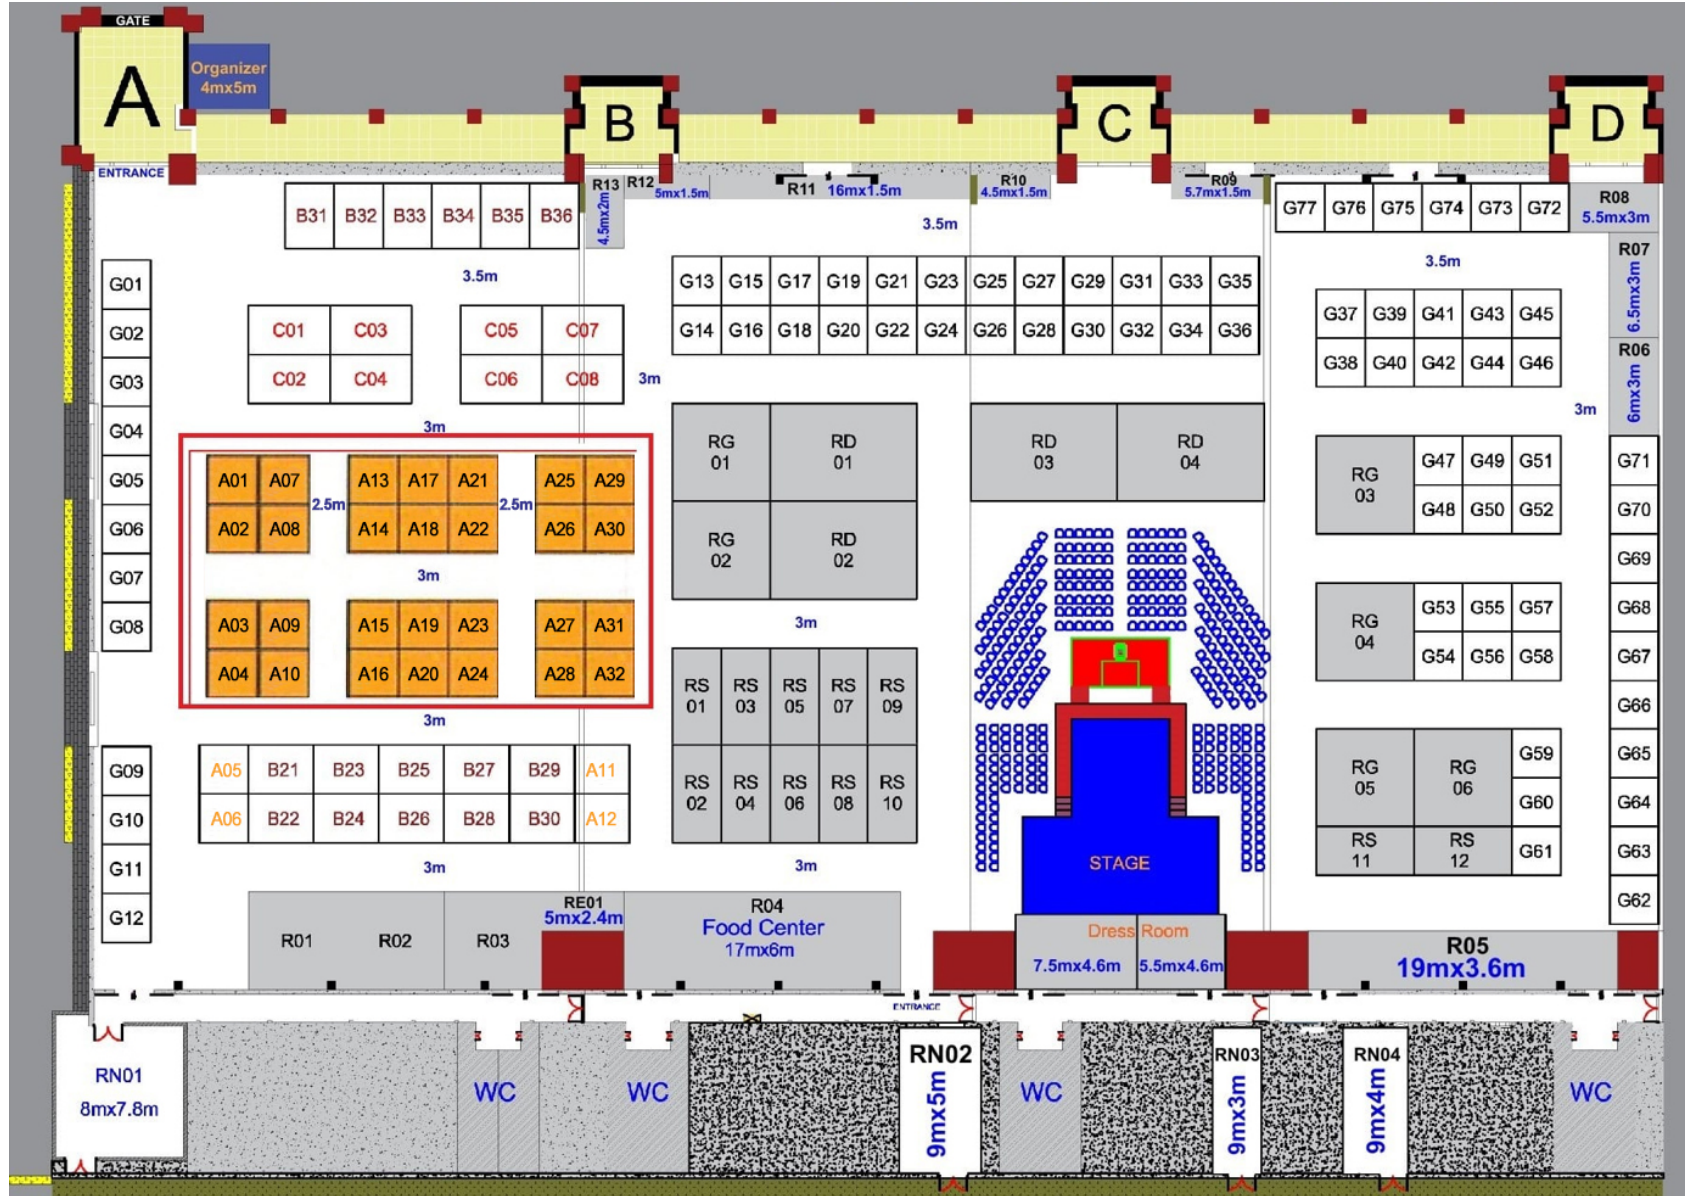 GATE
A
Organizer
4mx5m
B
C
D
ENTRANCE
B31 B32 B33 B34 B35 B36
R13
4.5mx2m
R12
5mx1.5m
R11 16mx1.5m
R10
4.5mx1.5m
R09
5.7mx1.5m
G77 G76 G75 G74 G73 G72
R08
5.5mx3m
3.5m
3.5m
3.5m
R07
6.5mx3m
R06
6mx3m
G01
G02
G03
G04
G05
G06
G07
G08
C01 C03
C02 C04
C05 C07
C06 C08
3m
3m
G13 G15 G17 G19 G21 G23 G25 G27 G29 G31 G33 G35
G14 G16 G18 G20 G22 G24 G26 G28 G30 G32 G34 G36
G37 G39 G41 G43 G45
G38 G40 G42 G44 G46
3m
A01 A07
A02 A08
2.5m
A13 A17 A21
A14 A18 A22
2.5m
A25 A29
A26 A30
3m
A03 A09
A04 A10
A15 A19 A23
A16 A20 A24
A27 A31
A28 A32
3m
RG
01
RD
01
RG
02
RD
02
RD
03
RD
04
3m
RG
03
G47 G49 G51
G48 G50 G52
RG
04
G53 G55 G57
G54 G56 G58
G71
G70
G69
G68
G67
G66
G65
G64
G63
G62
RS
01
RS
03
RS
05
RS
07
RS
09
RS
02
RS
04
RS
06
RS
08
RS
10
RG
05
RG
06
G59
G60
RS
11
RS
12
G61
G09
G10
G11
G12
A05 B21 B23 B25 B27 B29 A11
A06 B22 B24 B26 B28 B30 A12
3m
3m
STAGE
R01 R02 R03
RE01
5mx2.4m
R04
Food Center
17mx6m
Dress Room
7.5mx4.6m 5.5mx4.6m
R05
19mx3.6m
ENTRANCE
RN01
8mx7.8m
WC
WC
RN02
9mx5m
WC
RN03
9mx3m
RN04
9mx4m
WC